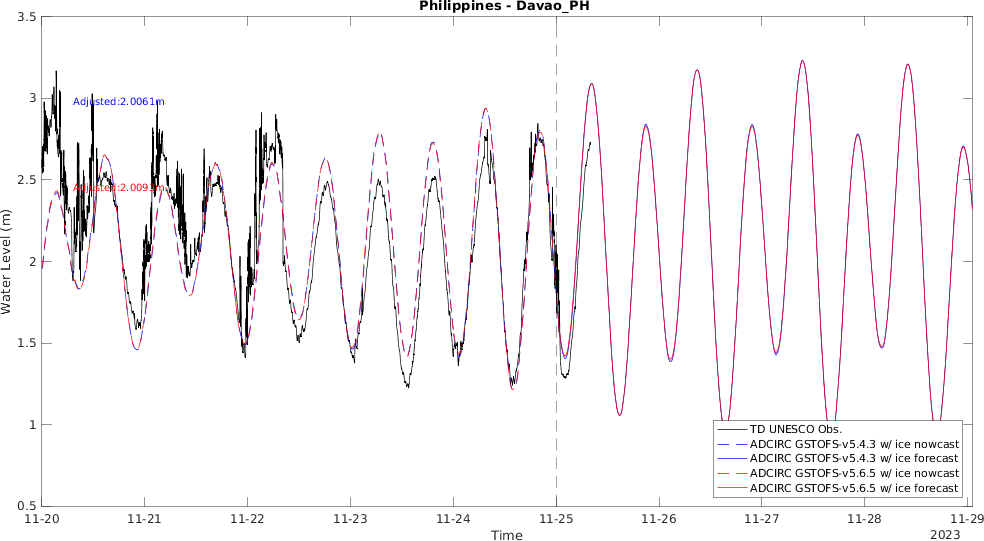 Philippines - Davao_PH
3.5
3
2.5
2
1.5
1
0.5
Water Level (m)
Adjusted:2.0061m
Adjusted:2.0093m
TD UNESCO Obs.
ADCIRC GSTOFS-v5.4.3 w/ ice nowcast
ADCIRC GSTOFS-v5.4.3 w/ ice forecast
ADCIRC GSTOFS-v5.6.5 w/ ice nowcast
ADCIRC GSTOFS-v5.6.5 w/ ice forecast
11-20 11-21 11-22 11-23 11-24 11-25 11-26 11-27 11-28 11-29
Time
2023